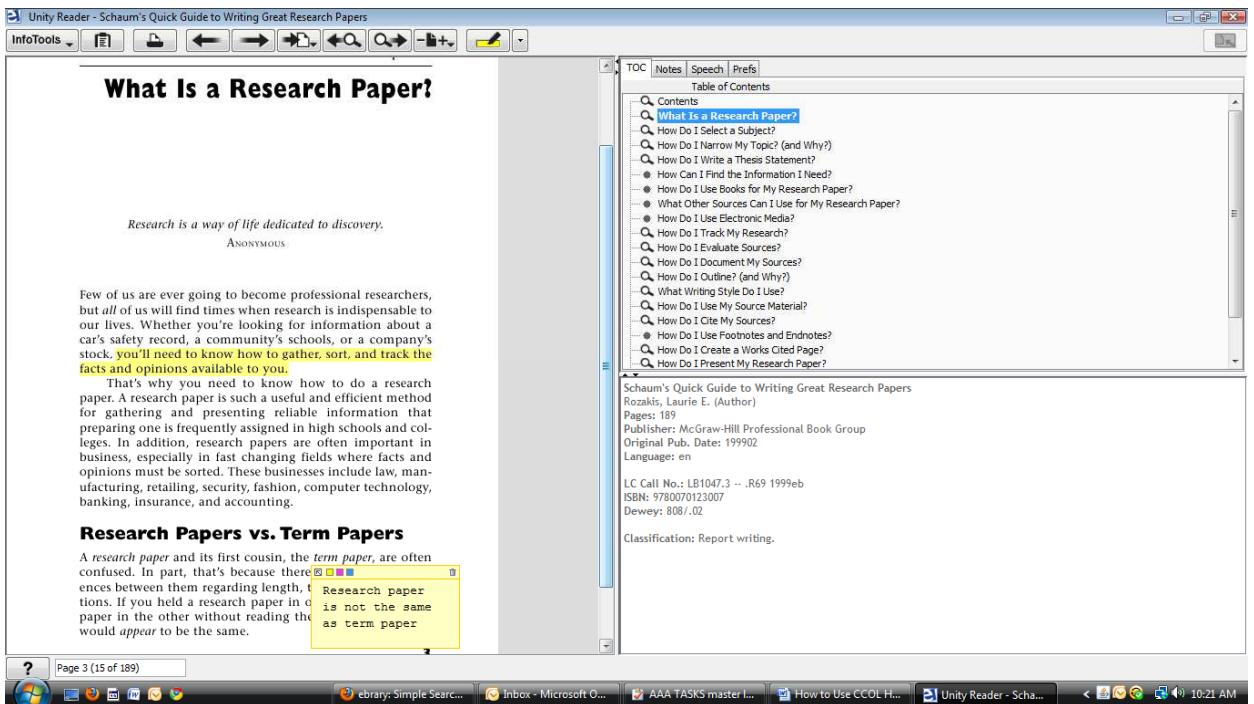 Unity Reader - Schaum's Quick Guide to Writing Great Research Papers
InfoTools
What Is a Research Paper?
Research is a way of life dedicated to discovery.
Anonymous
Few of us are ever going to become professional researchers,
but all of us will find times when research is indispensable to
our lives. Whether you're looking for information about a
car's safety record, a community's schools, or a company's
stock, you'll need to know how to gather, sort, and track the
facts and opinions available to you.
That's why you need to know how to do a research
paper. A research paper is such a useful and efficient method
for gathering and presenting reliable information that
preparing one is frequently assigned in high schools and col-
leges. In addition, research papers are often important in
business, especially in fast changing fields where facts and
opinions must be sorted. These businesses include law, man-
ufacturing, retailing, security, fashion, computer technology,
banking, insurance, and accounting.
Research Papers vs. Term Papers
A research paper and its first cousin, the term paper, are often
confused. In part, that's because there
ences between them regarding length,
tions. If you held a research paper in
paper in the other without reading the
would appear to be the same.
Research paper
is not the same
as term paper
TOC Notes Speech Prefs
Table of Contents
Contents
What Is a Research Paper?
How Do I Select a Subject?
How Do I Narrow My Topic? (and Why?)
How Do I Write a Thesis Statement?
How Can I Find the Information I Need?
How Do I Use Books for My Research Paper?
What Other Sources Can I Use for My Research Paper?
How Do I Use Electronic Media?
How Do I Track My Research?
How Do I Evaluate Sources?
How Do I Document My Sources?
How Do I Outline? (and Why?)
What Writing Style Do I Use?
How Do I Use My Source Material?
How Do I Cite My Sources?
How Do I Use Footnotes and Endnotes?
How Do I Create a Works Cited Page?
How Do I Present My Research Paper?
Schaum's Quick Guide to Writing Great Research Papers
Rozakis, Laurie E. (Author)
Pages: 189
Publisher: McGraw-Hill Professional Book Group
Original Pub. Date: 199902
Language: en
LC Call No.: LB1047.3 -- .R69 1999eb
ISBN: 9780070123007
Dewey: 808/.02
Classification: Report writing.
? Page 3 (15 of 189)
ebrary: Simple Searc... Inbox - Microsoft O... AAA TASKS master l... How to Use CCOL H... Unity Reader - Scha... < 10:21 AM